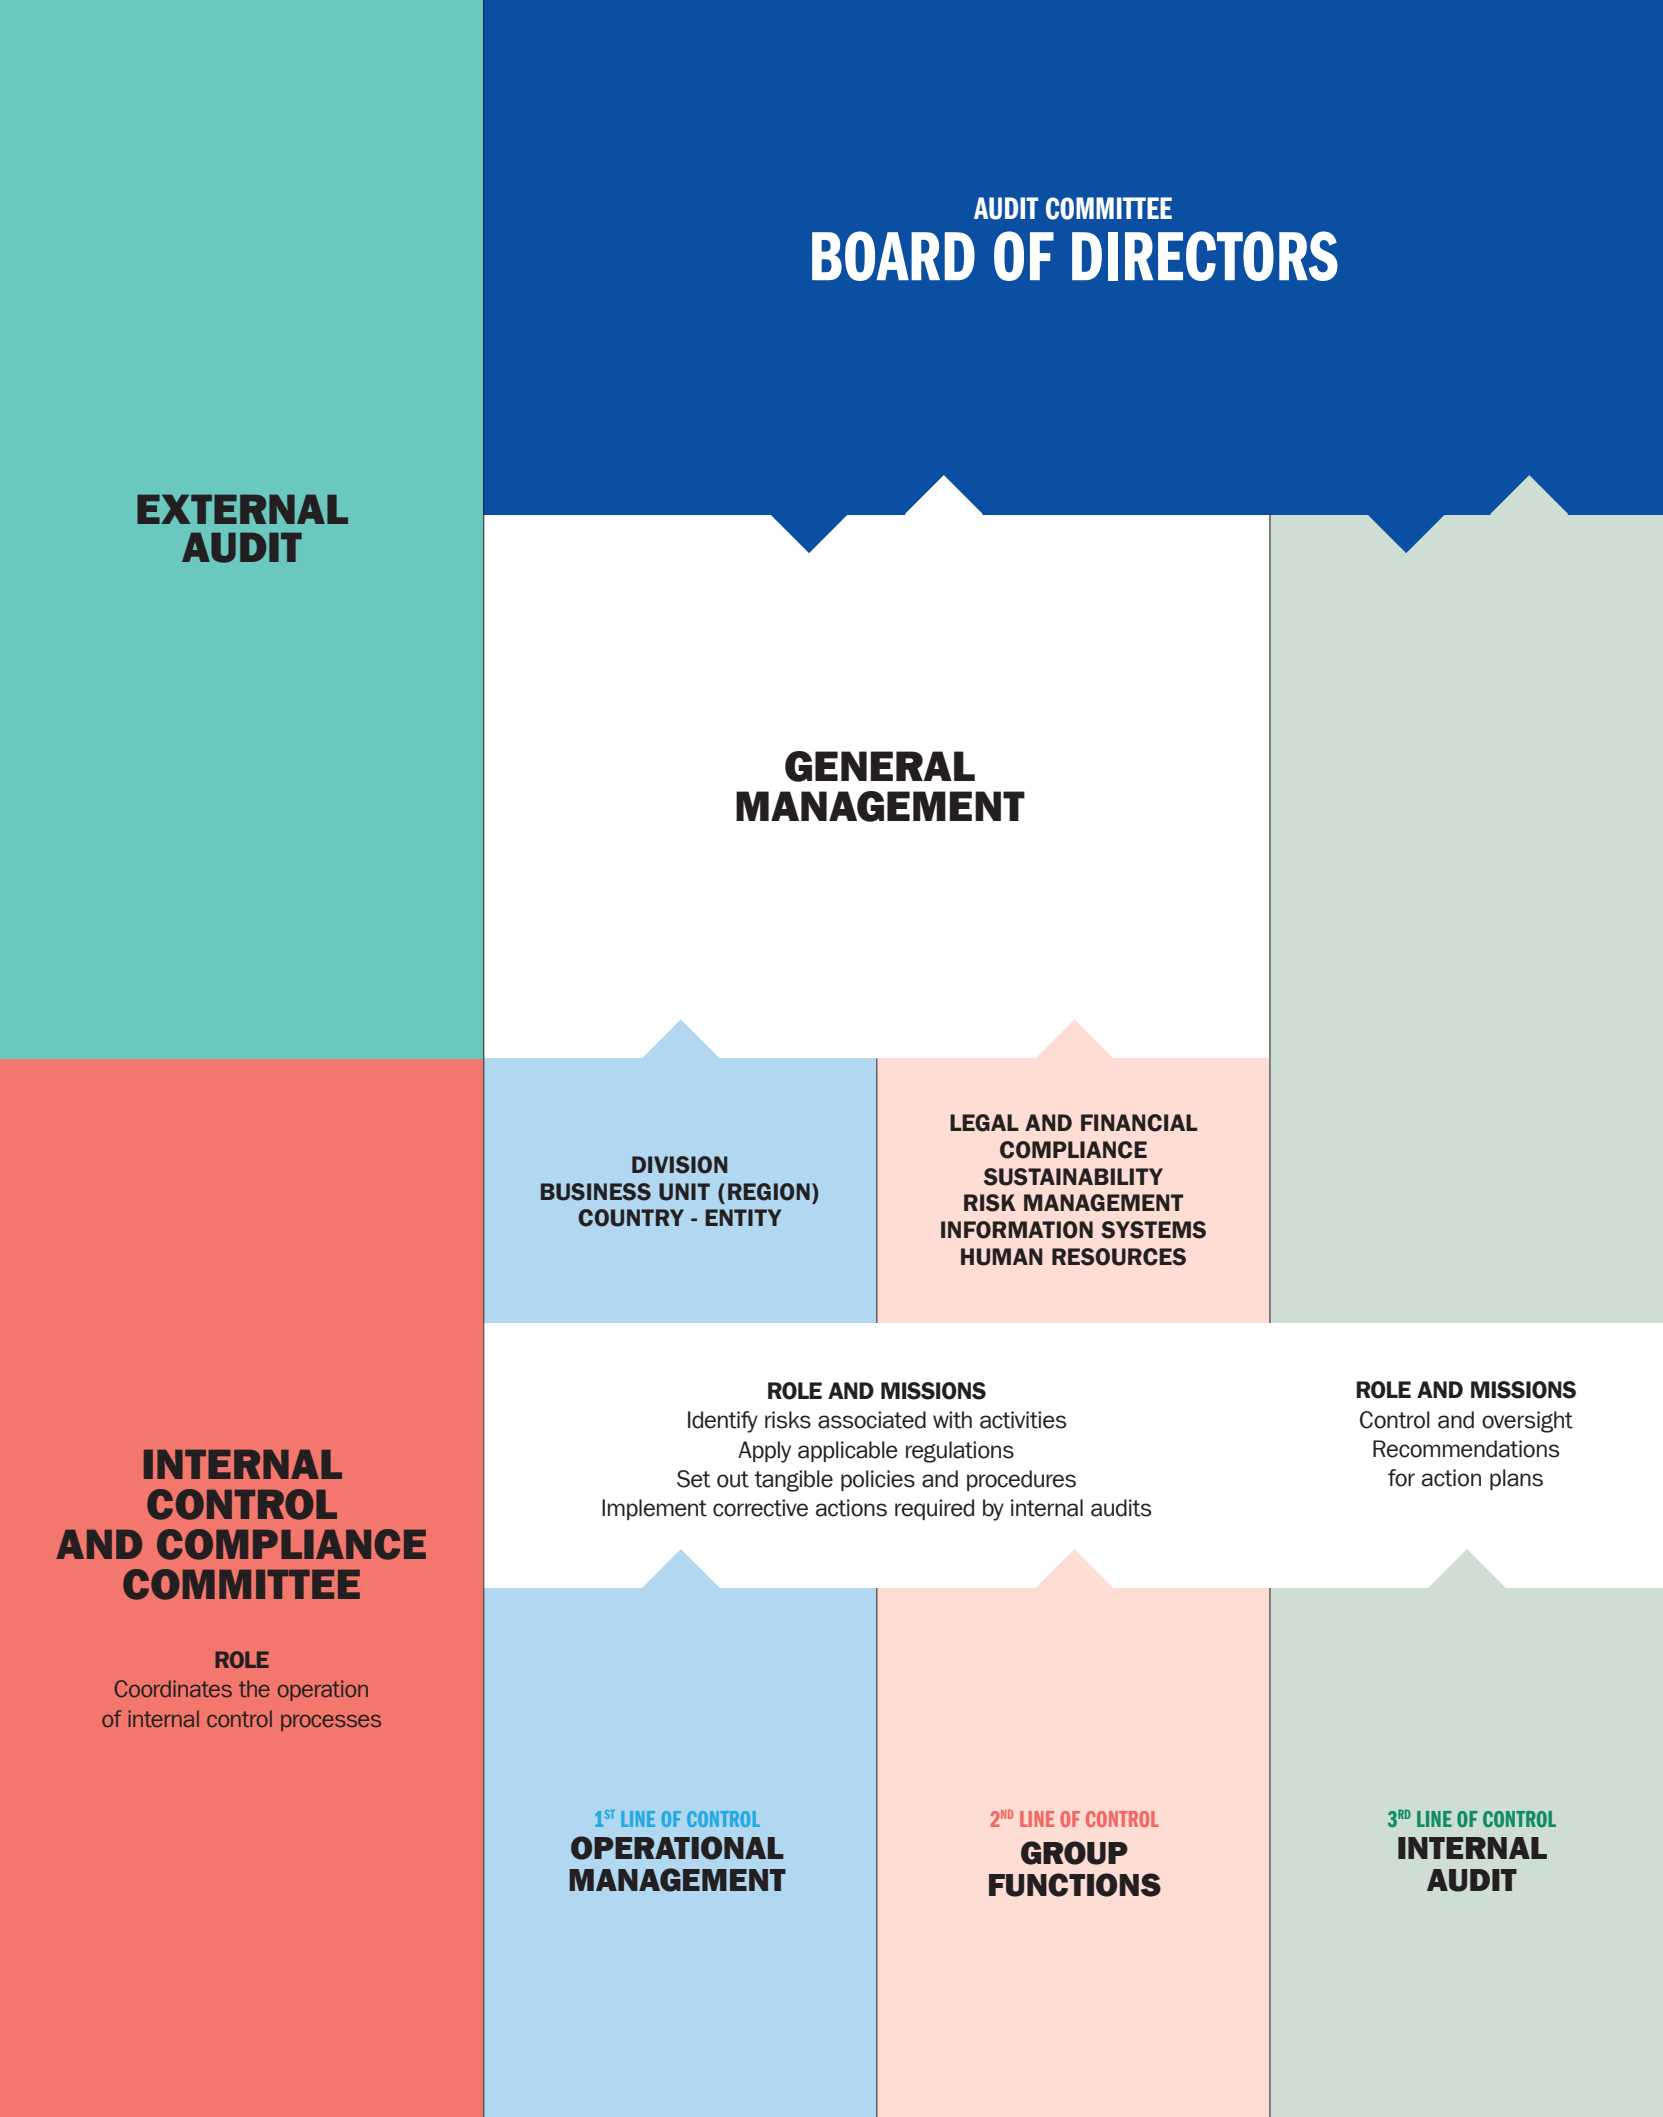 AUDIT COMMITTEE
BOARD OF DIRECTORS
EXTERNAL
AUDIT
GENERAL
MANAGEMENT
DIVISION
BUSINESS UNIT (REGION)
COUNTRY - ENTITY
LEGAL AND FINANCIAL
COMPLIANCE
SUSTAINABILITY
RISK MANAGEMENT
INFORMATION SYSTEMS
HUMAN RESOURCES
ROLE AND MISSIONS
Identify risks associated with activities
Apply applicable regulations
Set out tangible policies and procedures
Implement corrective actions required by internal audits
ROLE AND MISSIONS
Control and oversight
Recommendations
for action plans
INTERNAL
CONTROL
AND COMPLIANCE
COMMITTEE
ROLE
Coordinates the operation
of internal control processes
1ST LINE OF CONTROL
OPERATIONAL
MANAGEMENT
2ND LINE OF CONTROL
GROUP
FUNCTIONS
3RD LINE OF CONTROL
INTERNAL
AUDIT